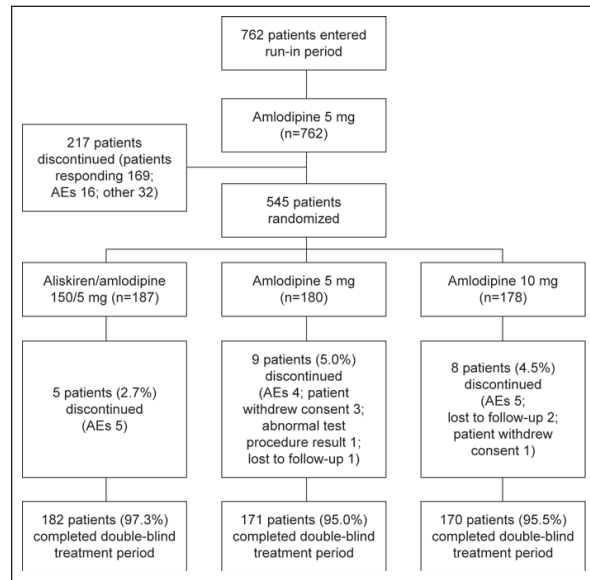 762 patients entered
run-in period
Amlodipine 5 mg
(n=762)
217 patients
discontinued (patients
responding 169;
AEs 16; other 32)
545 patients
randomized
Aliskiren/amlodipine
150/5 mg (n=187)
Amlodipine 5 mg
(n=180)
Amlodipine 10 mg
(n=178)
5 patients (2.7%)
discontinued
(AEs 5)
9 patients (5.0%)
discontinued
(AEs 4; patient
withdrew consent 3;
abnormal test
procedure result 1;
lost to follow-up 1)
8 patients (4.5%)
discontinued
(AEs 5;
lost to follow-up 2;
patient withdrew
consent 1)
182 patients (97.3%)
completed double-blind
treatment period
171 patients (95.0%)
completed double-blind
treatment period
170 patients (95.5%)
completed double-blind
treatment period